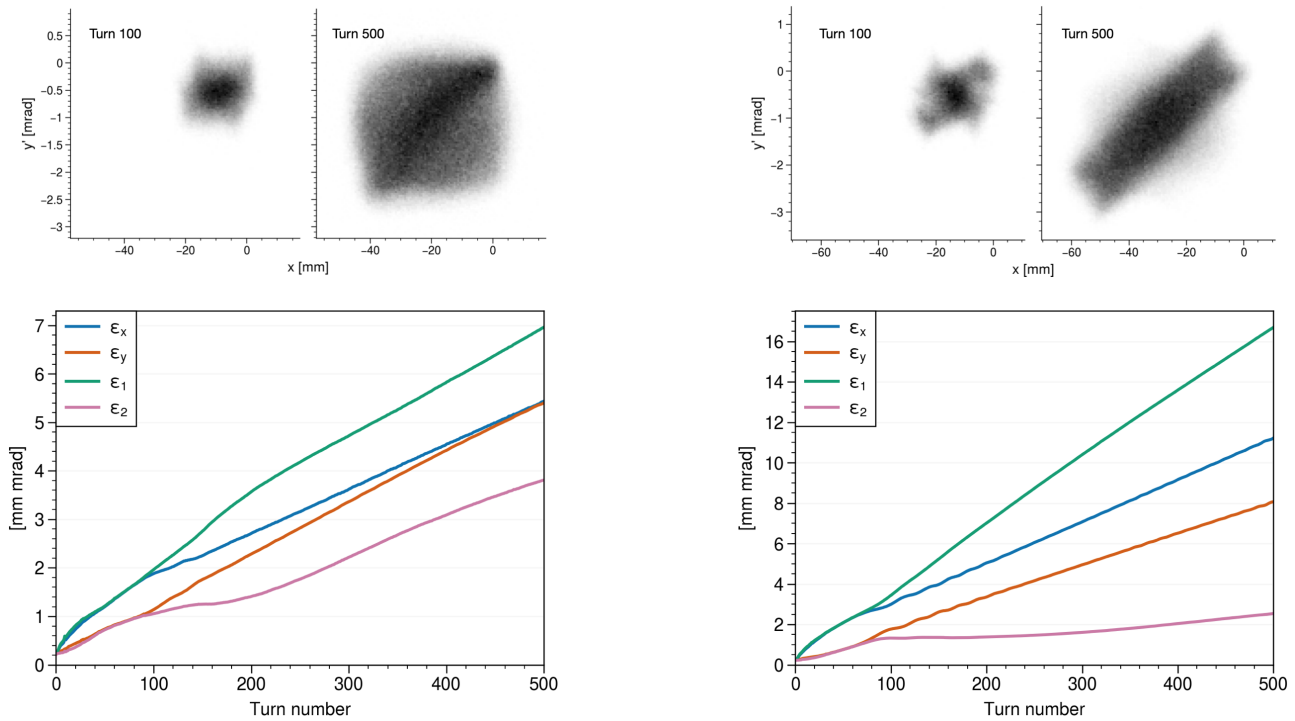 Turn 100
Turn 500
0.5
0
−0.5
−1
−1.5
−2
−2.5
−3
y' [mrad]
−40
−20
0
−40
−20
0
x [mm]
Turn 100
Turn 500
1
0
−1
−2
−3
y' [mrad]
−60
−40
−20
0
−60
−40
−20
0
x [mm]
εx
εy
ε1
ε2
7
6
5
4
3
2
1
0
[mm mrad]
0
100
200
300
400
500
Turn number
εx
εy
ε1
ε2
16
14
12
10
8
6
4
2
0
[mm mrad]
0
100
200
300
400
500
Turn number